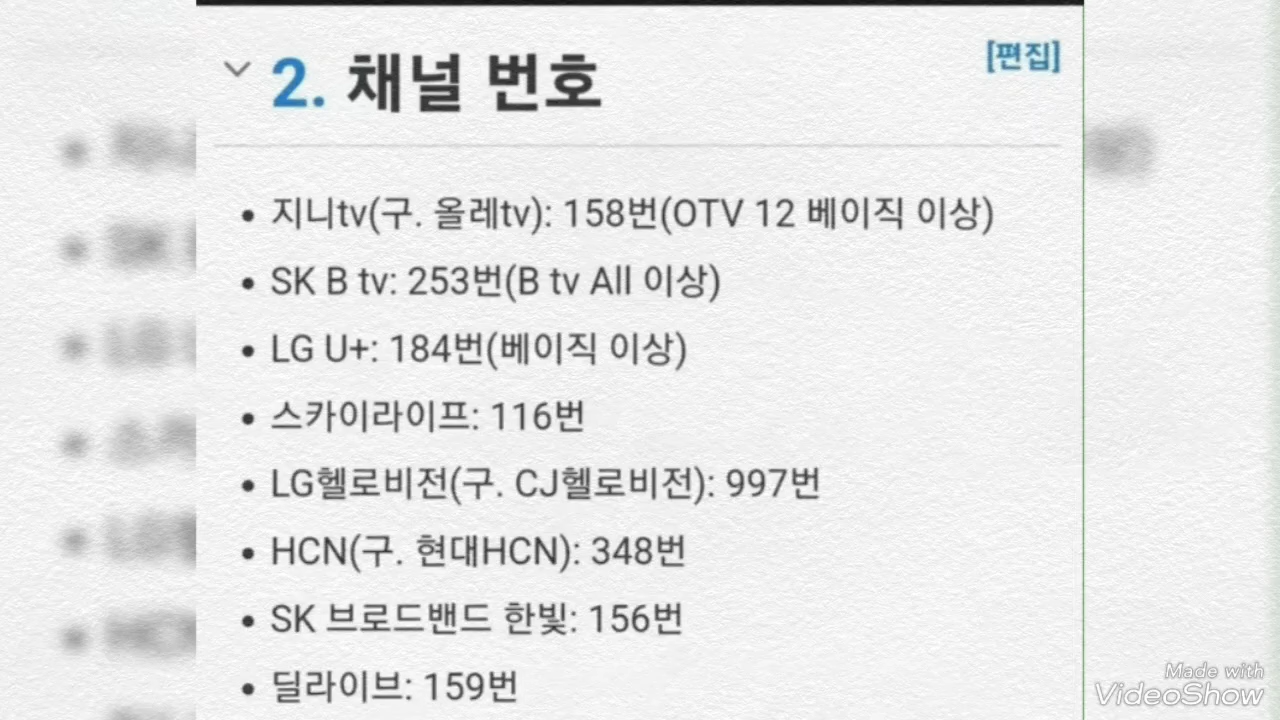 2. 채널 번호
[편집]
지니tv(구. 올레tv): 158번(OTV 12 베이직 이상)
SK B tv: 253번(B tv All 이상)
LG U+: 184번(베이직 이상)
스카이라이프: 116번
LG헬로비전(구. CJ헬로비전): 997번
HCN(구. 현대HCN): 348번
SK 브로드밴드 한빛: 156번
딜라이브: 159번
Made with
VideoShow